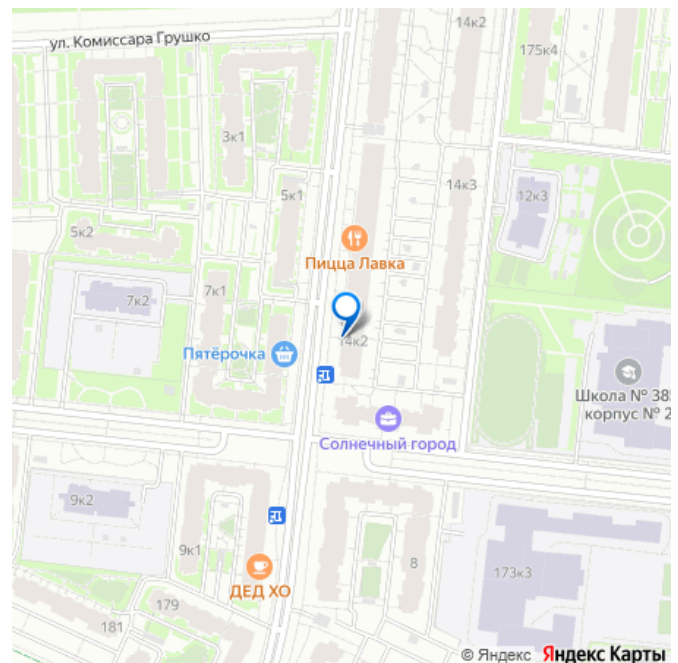 14к2
ул. Комиссара Грушко
175к4
3к1
14к3
5к1
12к3
5к2
Пицца Лавка
7к2
7к1
14к2
Пятёрочка
Школа № 385
корпус № 2
Солнечный город
9к2
9к1
8
173к3
ДЕД ХО
179
181
© Яндекс Яндекс Карты